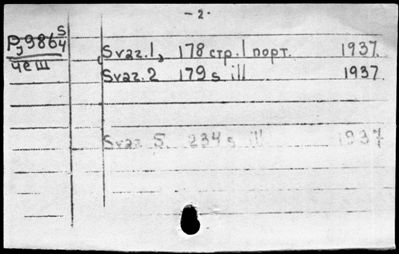 - 2 -
P,9865/4
чеш
Svaz. 1, 178 стр. 1 порт. 1937.
Svaz. 2 179 s ill 1937
Svaz 5. 234 s ill 1937